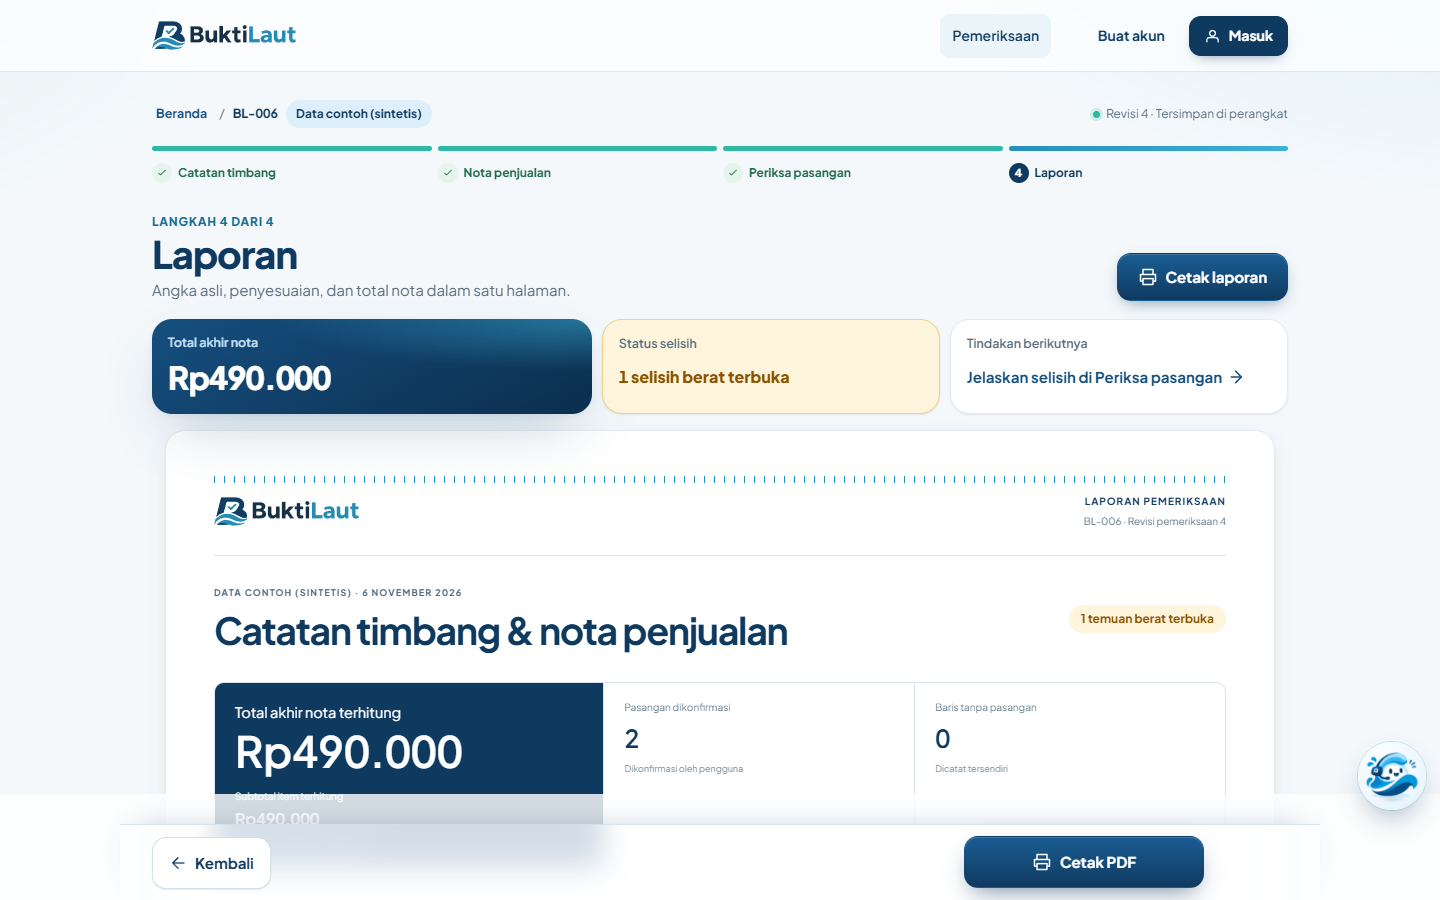 BuktiLaut
Pemeriksaan
Buat akun
Masuk
Beranda / BL-006 Data contoh (sintetis)
Revisi 4 · Tersimpan di perangkat
Catatan timbang
Nota penjualan
Periksa pasangan
4 Laporan
LANGKAH 4 DARI 4
Laporan
Angka asli, penyesuaian, dan total nota dalam satu halaman.
Cetak laporan
Total akhir nota
Rp490.000
Status selisih
1 selisih berat terbuka
Tindakan berikutnya
Jelaskan selisih di Periksa pasangan
BuktiLaut
LAPORAN PEMERIKSAAN
BL-006 · Revisi pemeriksaan 4
DATA CONTOH (SINTETIS) · 6 NOVEMBER 2026
Catatan timbang & nota penjualan
1 temuan berat terbuka
Total akhir nota terhitung
Rp490.000
Subtotal item terhitung
Rp490.000
Pasangan dikonfirmasi
2
Dikonfirmasi oleh pengguna
Baris tanpa pasangan
0
Dicatat tersendiri
Kembali
Cetak PDF